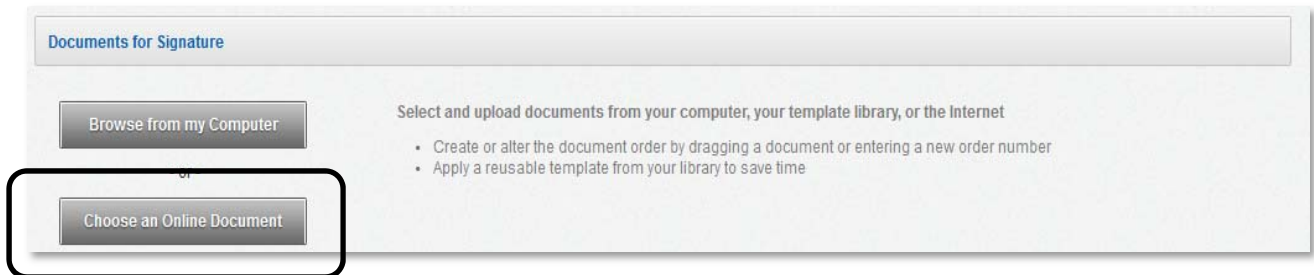 Documents for Signature
Browse from my Computer
Select and upload documents from your computer, your template library, or the Internet
• Create or alter the document order by dragging a document or entering a new order number
• Apply a reusable template from your library to save time
- or -
Choose an Online Document